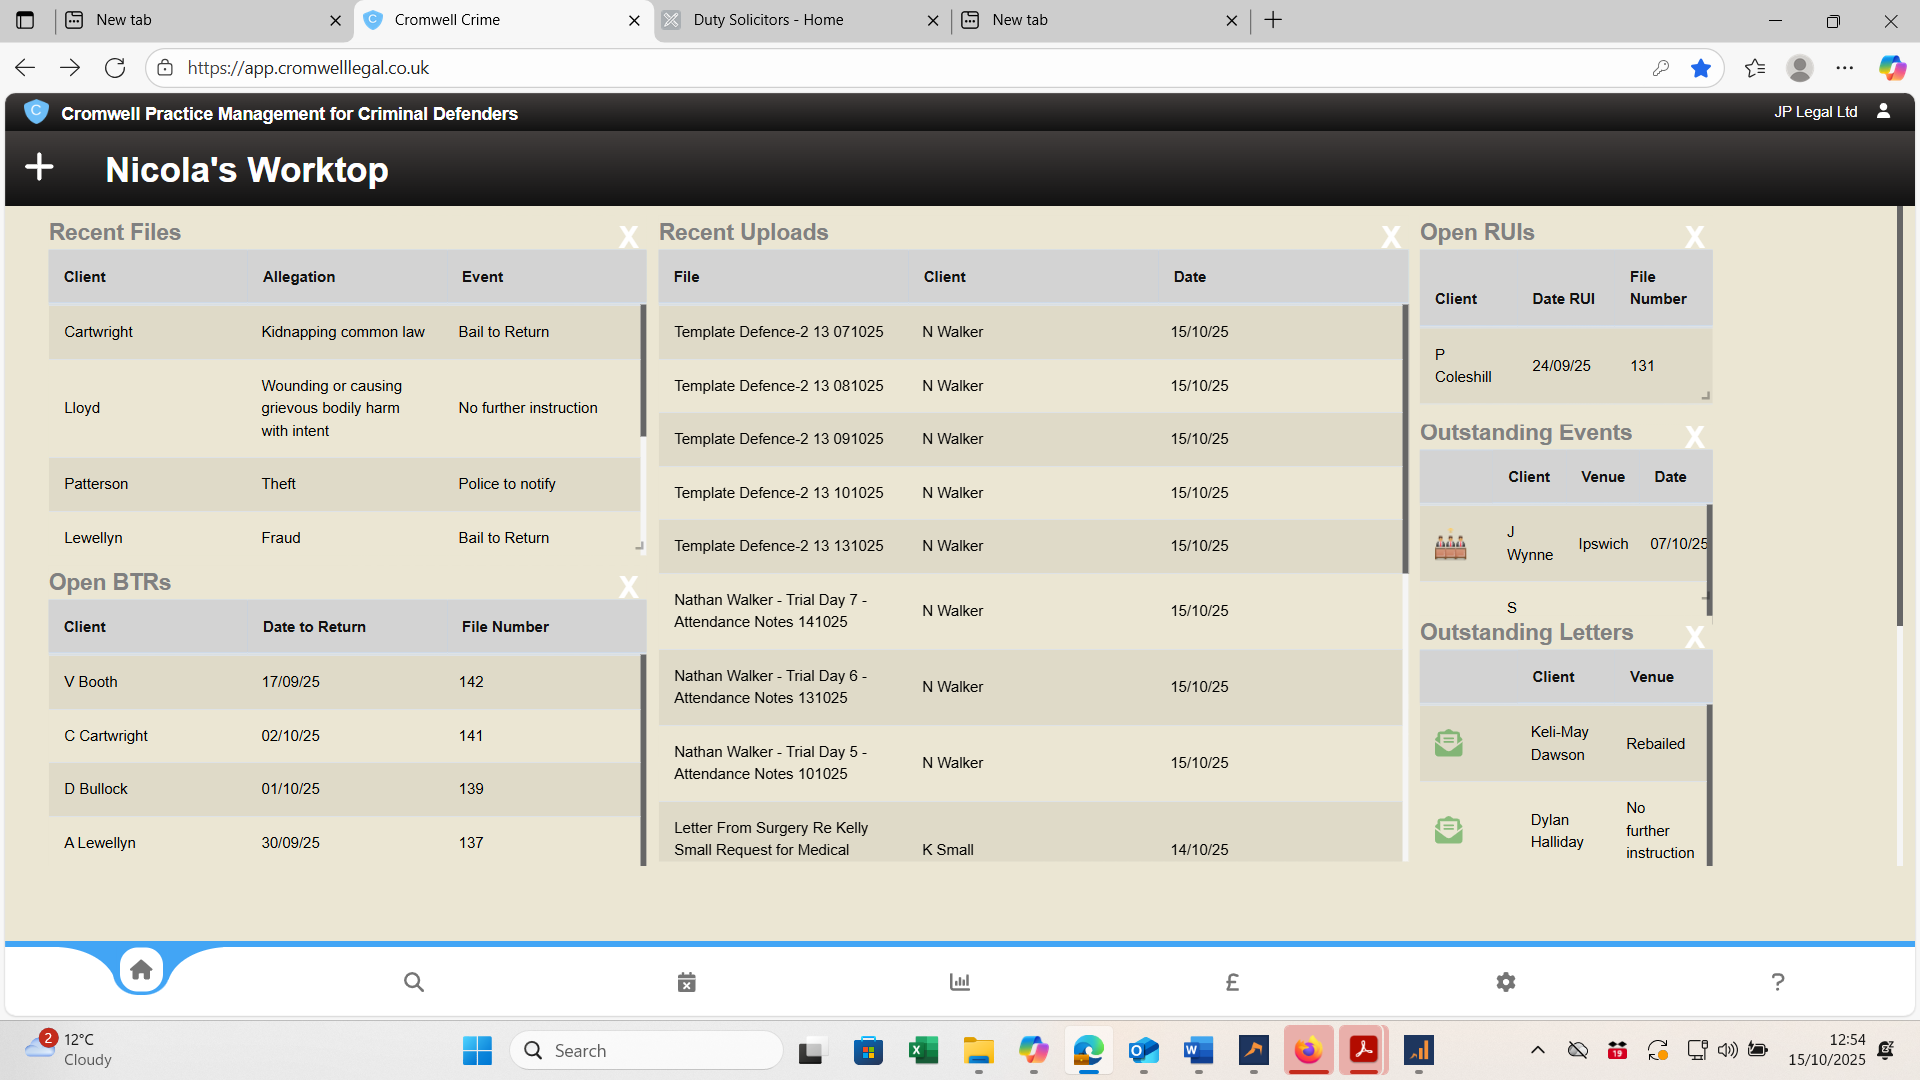 New tab
Cromwell Crime
Duty Solicitors - Home
New tab
https://app.cromwelllegal.co.uk
C Cromwell Practice Management for Criminal Defenders
JP Legal Ltd
+ Nicola's Worktop
Recent Files X
Client Allegation Event
Cartwright Kidnapping common law Bail to Return
Lloyd Wounding or causing grievous bodily harm with intent No further instruction
Patterson Theft Police to notify
Lewellyn Fraud Bail to Return
Open BTRs X
Client Date to Return File Number
V Booth 17/09/25 142
C Cartwright 02/10/25 141
D Bullock 01/10/25 139
A Lewellyn 30/09/25 137
Recent Uploads X
File Client Date
Template Defence-2 13 071025 N Walker 15/10/25
Template Defence-2 13 081025 N Walker 15/10/25
Template Defence-2 13 091025 N Walker 15/10/25
Template Defence-2 13 101025 N Walker 15/10/25
Template Defence-2 13 131025 N Walker 15/10/25
Nathan Walker - Trial Day 7 -
Attendance Notes 141025 N Walker 15/10/25
Nathan Walker - Trial Day 6 -
Attendance Notes 131025 N Walker 15/10/25
Nathan Walker - Trial Day 5 -
Attendance Notes 101025 N Walker 15/10/25
Letter From Surgery Re Kelly
Small Request for Medical K Small 14/10/25
Open RUIs X
Client Date RUI File Number
P Coleshill 24/09/25 131
Outstanding Events X
Client Venue Date
J Wynne Ipswich 07/10/25
S
Outstanding Letters X
Client Venue
Keli-May Dawson Rebailed
Dylan Halliday No further instruction
£
?
2
12°C
Cloudy
Search
19
12:54
15/10/2025